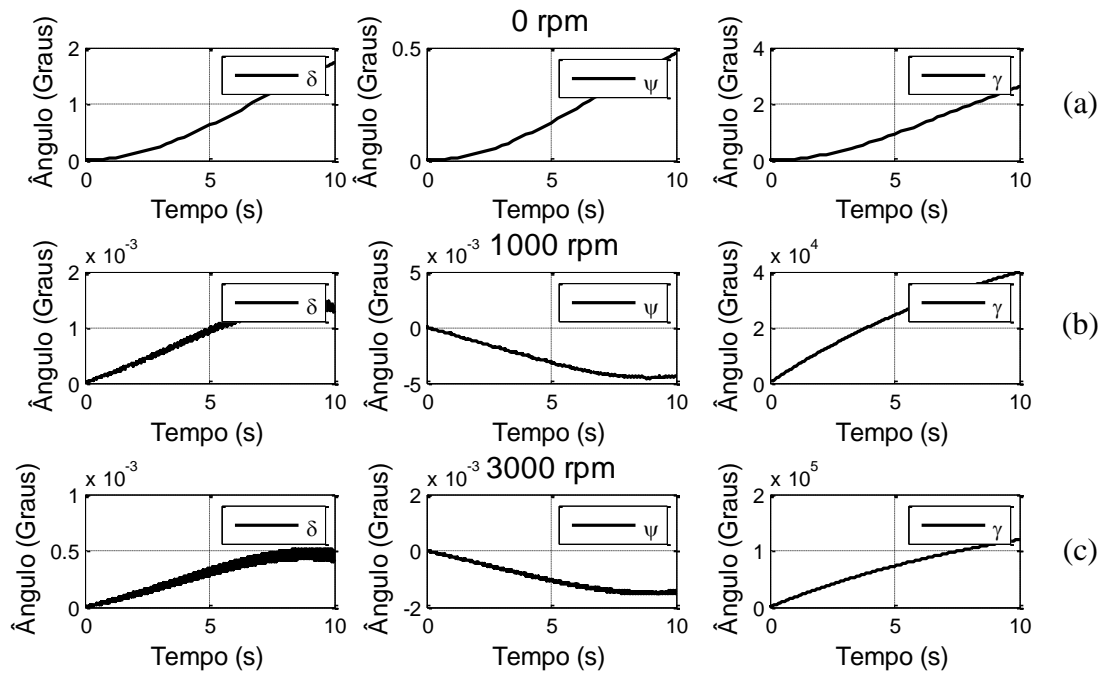 0 rpm
Ângulo (Graus)
2
1
0
δ
0 5 10
Tempo (s)
Ângulo (Graus)
0.5
0
ψ
0 5 10
Tempo (s)
Ângulo (Graus)
4
2
0
γ
0 5 10
Tempo (s)
(a)
1000 rpm
x 10⁻³
Ângulo (Graus)
2
1
0
δ
0 5 10
Tempo (s)
x 10⁻³
Ângulo (Graus)
5
0
-5
ψ
0 5 10
Tempo (s)
x 10⁴
Ângulo (Graus)
4
2
0
γ
0 5 10
Tempo (s)
(b)
3000 rpm
x 10⁻³
Ângulo (Graus)
1
0.5
0
δ
0 5 10
Tempo (s)
x 10⁻³
Ângulo (Graus)
2
0
-2
ψ
0 5 10
Tempo (s)
x 10⁵
Ângulo (Graus)
2
1
0
γ
0 5 10
Tempo (s)
(c)